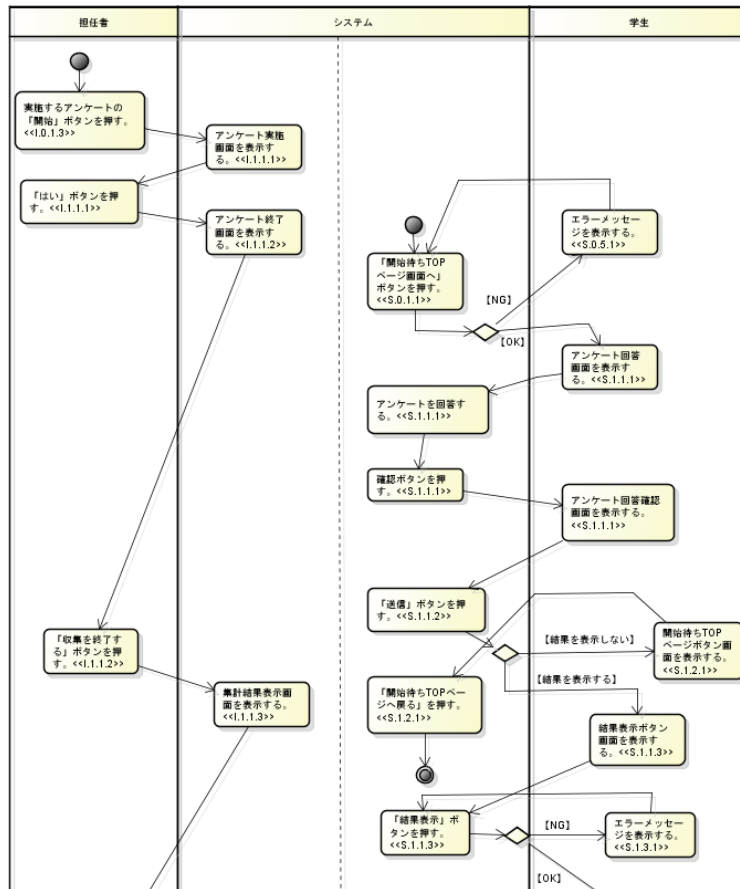 担任者
システム
学生
実施するアンケートの
「開始」ボタンを押す。
<<I.0.1.3>>
アンケート実施
画面を表示す
る。<<I.1.1.1>>
「はい」ボタンを押
す。<<I.1.1.1>>
アンケート終了
画面を表示す
る。<<I.1.1.2>>
エラーメッセー
ジを表示する。
<<S.0.5.1>>
「開始待ちTOP
ページ画面へ」
ボタンを押す。
<<S.0.1.1>>
【NG】
【OK】
アンケート回答
画面を表示す
る。<<S.1.1.1>>
アンケートを回答す
る。<<S.1.1.1>>
確認ボタンを押
す。<<S.1.1.1>>
アンケート回答確認
画面を表示する。
<<S.1.1.1>>
「送信」ボタンを押
す。<<S.1.1.2>>
「収集を終了す
る」ボタンを押
す。<<I.1.1.2>>
【結果を表示しない】
開始待ちTOP
ページボタン画
面を表示する。
<<S.1.2.1>>
【結果を表示する】
集計結果表示画
面を表示する。
<<I.1.1.3>>
「開始待ちTOPペー
ジへ戻る」を押す。
<<S.1.2.1>>
結果表示ボタン
画面を表示す
る。<<S.1.1.3>>
「結果表示」ボ
タンを押す。
<<S.1.1.3>>
【NG】
エラーメッセー
ジを表示する。
<<S.1.3.1>>
【OK】